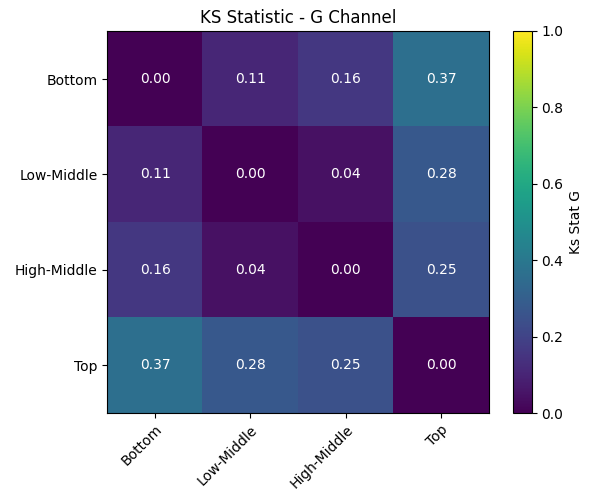 KS Statistic - G Channel
Bottom 0.00 0.11 0.16 0.37
Low-Middle 0.11 0.00 0.04 0.28
High-Middle 0.16 0.04 0.00 0.25
Top 0.37 0.28 0.25 0.00
Bottom Low-Middle High-Middle Top
1.0
0.8
0.6
0.4
0.2
0.0
Ks Stat G